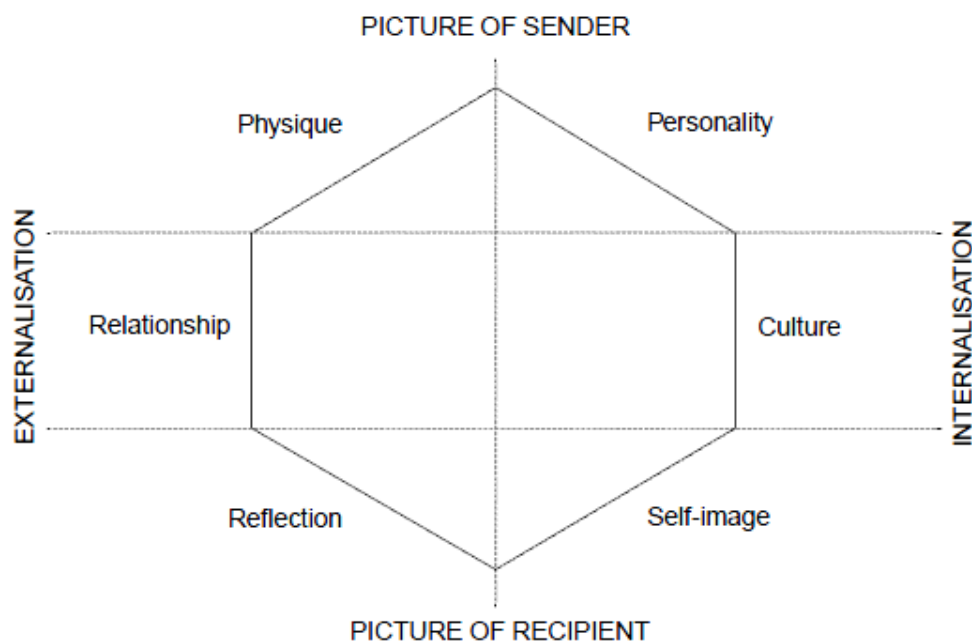 PICTURE OF SENDER
Physique
Personality
EXTERNALISATION
INTERNALISATION
Relationship
Culture
Reflection
Self-image
PICTURE OF RECIPIENT